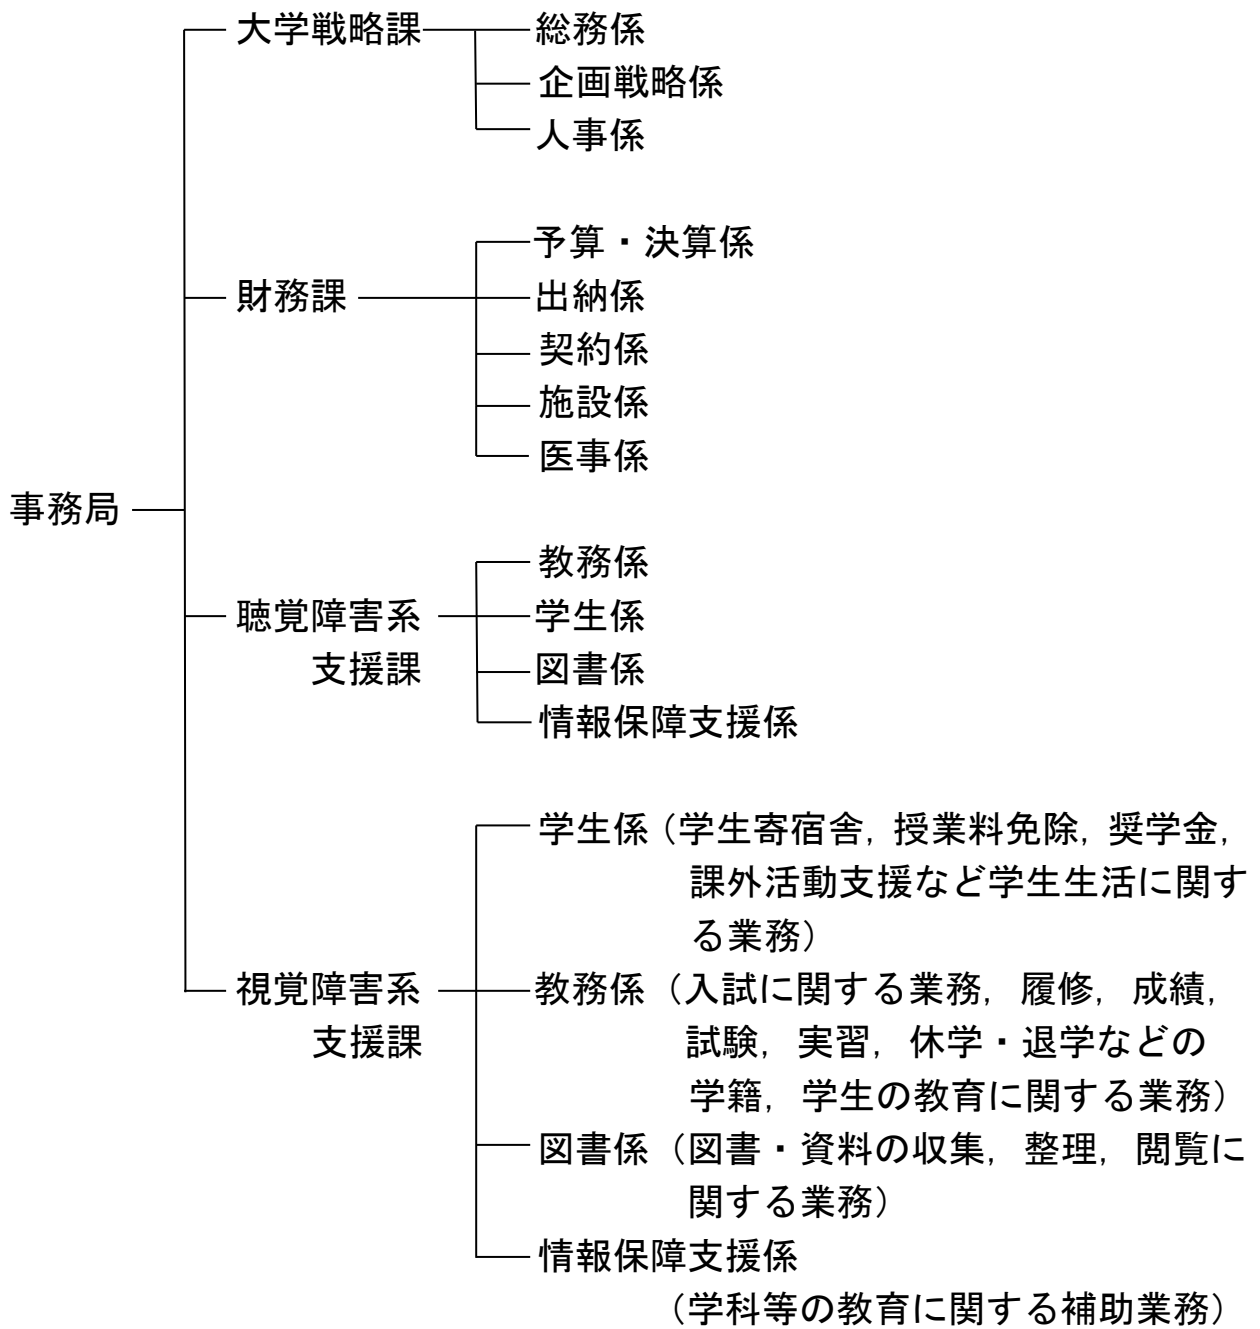 大学戦略課 総務係
企画戦略係
人事係
予算・決算係
財務課 出納係
契約係
施設係
医事係
事務局
教務係
聴覚障害系 学生係
支援課 図書係
情報保障支援係
学生係（学生寄宿舎，授業料免除，奨学金，
課外活動支援など学生生活に関す
る業務）
視覚障害系 教務係（入試に関する業務，履修，成績，
支援課 試験，実習，休学・退学などの
学籍，学生の教育に関する業務）
図書係（図書・資料の収集，整理，閲覧に
関する業務）
情報保障支援係
（学科等の教育に関する補助業務）